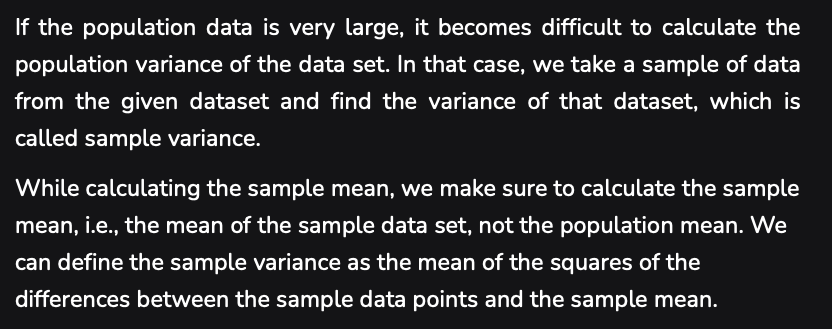 If the population data is very large, it becomes difficult to calculate the
population variance of the data set. In that case, we take a sample of data
from the given dataset and find the variance of that dataset, which is
called sample variance.
While calculating the sample mean, we make sure to calculate the sample
mean, i.e., the mean of the sample data set, not the population mean. We
can define the sample variance as the mean of the squares of the
differences between the sample data points and the sample mean.